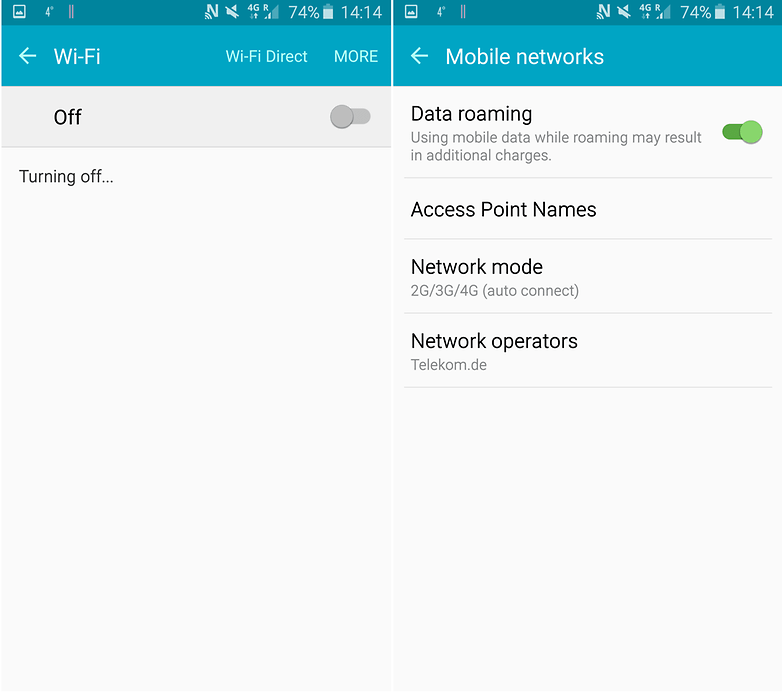 4° 4G R 74% 14:14
Wi-Fi Wi-Fi Direct MORE
Off
Turning off...
4° 4G R 74% 14:14
Mobile networks
Data roaming
Using mobile data while roaming may result
in additional charges.
Access Point Names
Network mode
2G/3G/4G (auto connect)
Network operators
Telekom.de